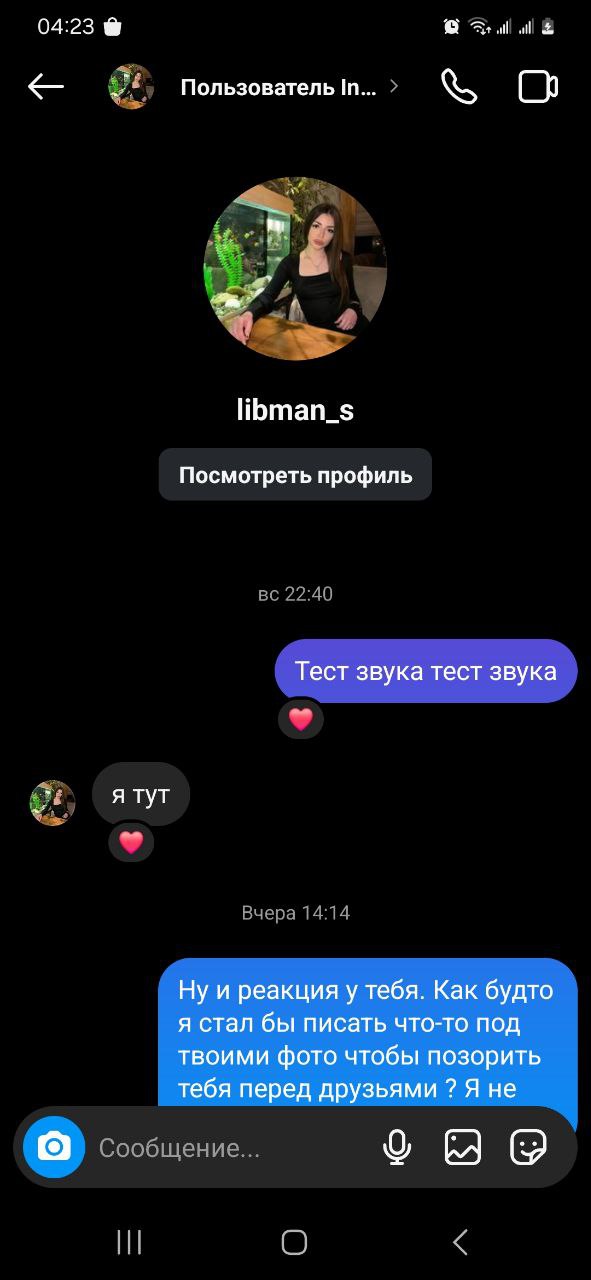 04:23
Пользователь In...
libman_s
Посмотреть профиль
вс 22:40
Тест звука тест звука
я тут
Вчера 14:14
Ну и реакция у тебя. Как будто
я стал бы писать что-то под
твоими фото чтобы позорить
тебя перед друзьями ? Я не
Сообщение...